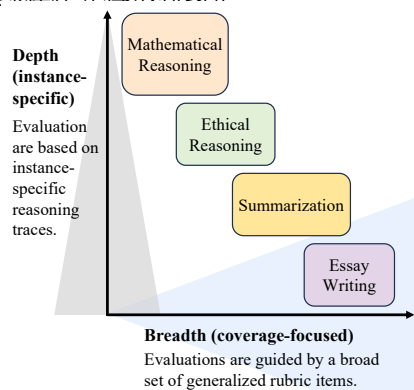 Mathematical
Reasoning
Depth
(instance-
specific)
Evaluation
are based on
instance-
specific
reasoning
traces.
Ethical
Reasoning
Summarization
Essay
Writing
Breadth (coverage-focused)
Evaluations are guided by a broad
set of generalized rubric items.